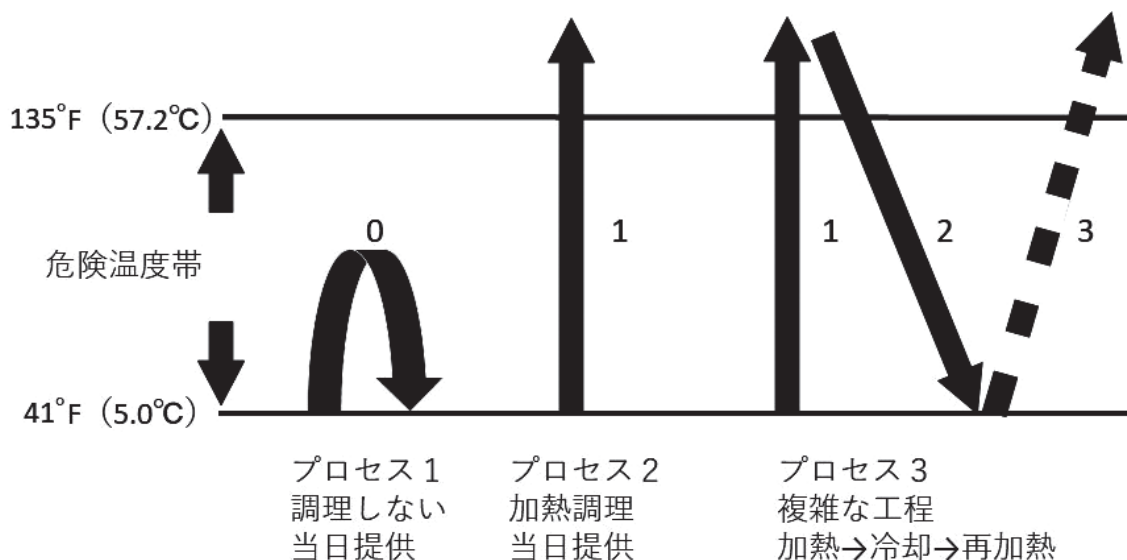 135°F（57.2℃）
0
1
1
2
3
危険温度帯
41°F（5.0℃）
プロセス１
調理しない
当日提供
プロセス２
加熱調理
当日提供
プロセス３
複雑な工程
加熱→冷却→再加熱